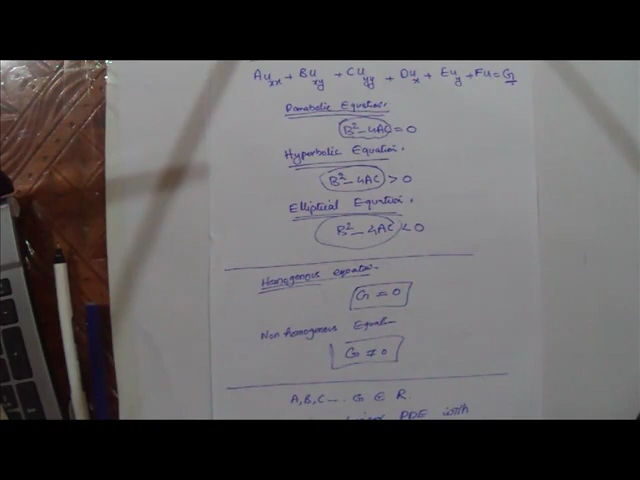 Au_xx + Bu_xy + Cu_yy + Du_x + Eu_y + Fu = G
Parabolic Equation.
B² - 4AC = 0
Hyperbolic Equation.
B² - 4AC > 0
Elliptical Equation.
B² - 4AC < 0
Homogenous equation
G = 0
Non homogenous Equation
G ≠ 0
A, B, C ... G ∈ R.
PDE with